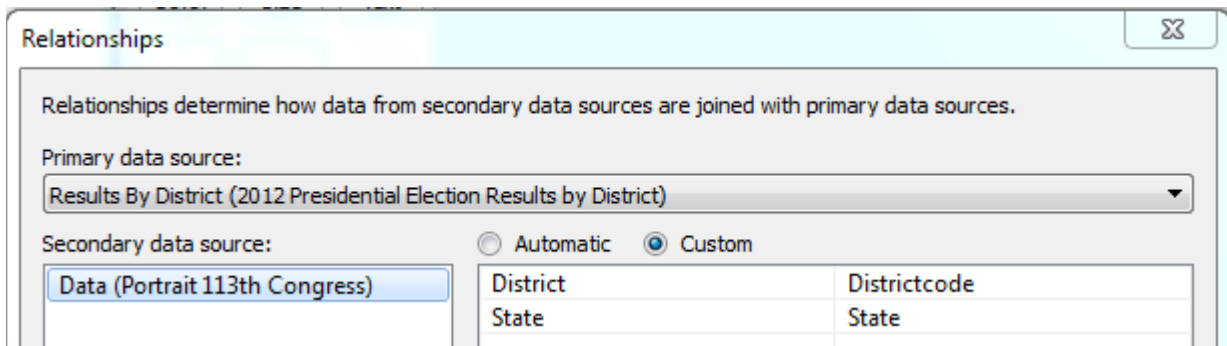 Relationships
Relationships determine how data from secondary data sources are joined with primary data sources.
Primary data source:
Results By District (2012 Presidential Election Results by District)
Secondary data source:
Automatic
Custom
Data (Portrait 113th Congress)
District
Districtcode
State
State